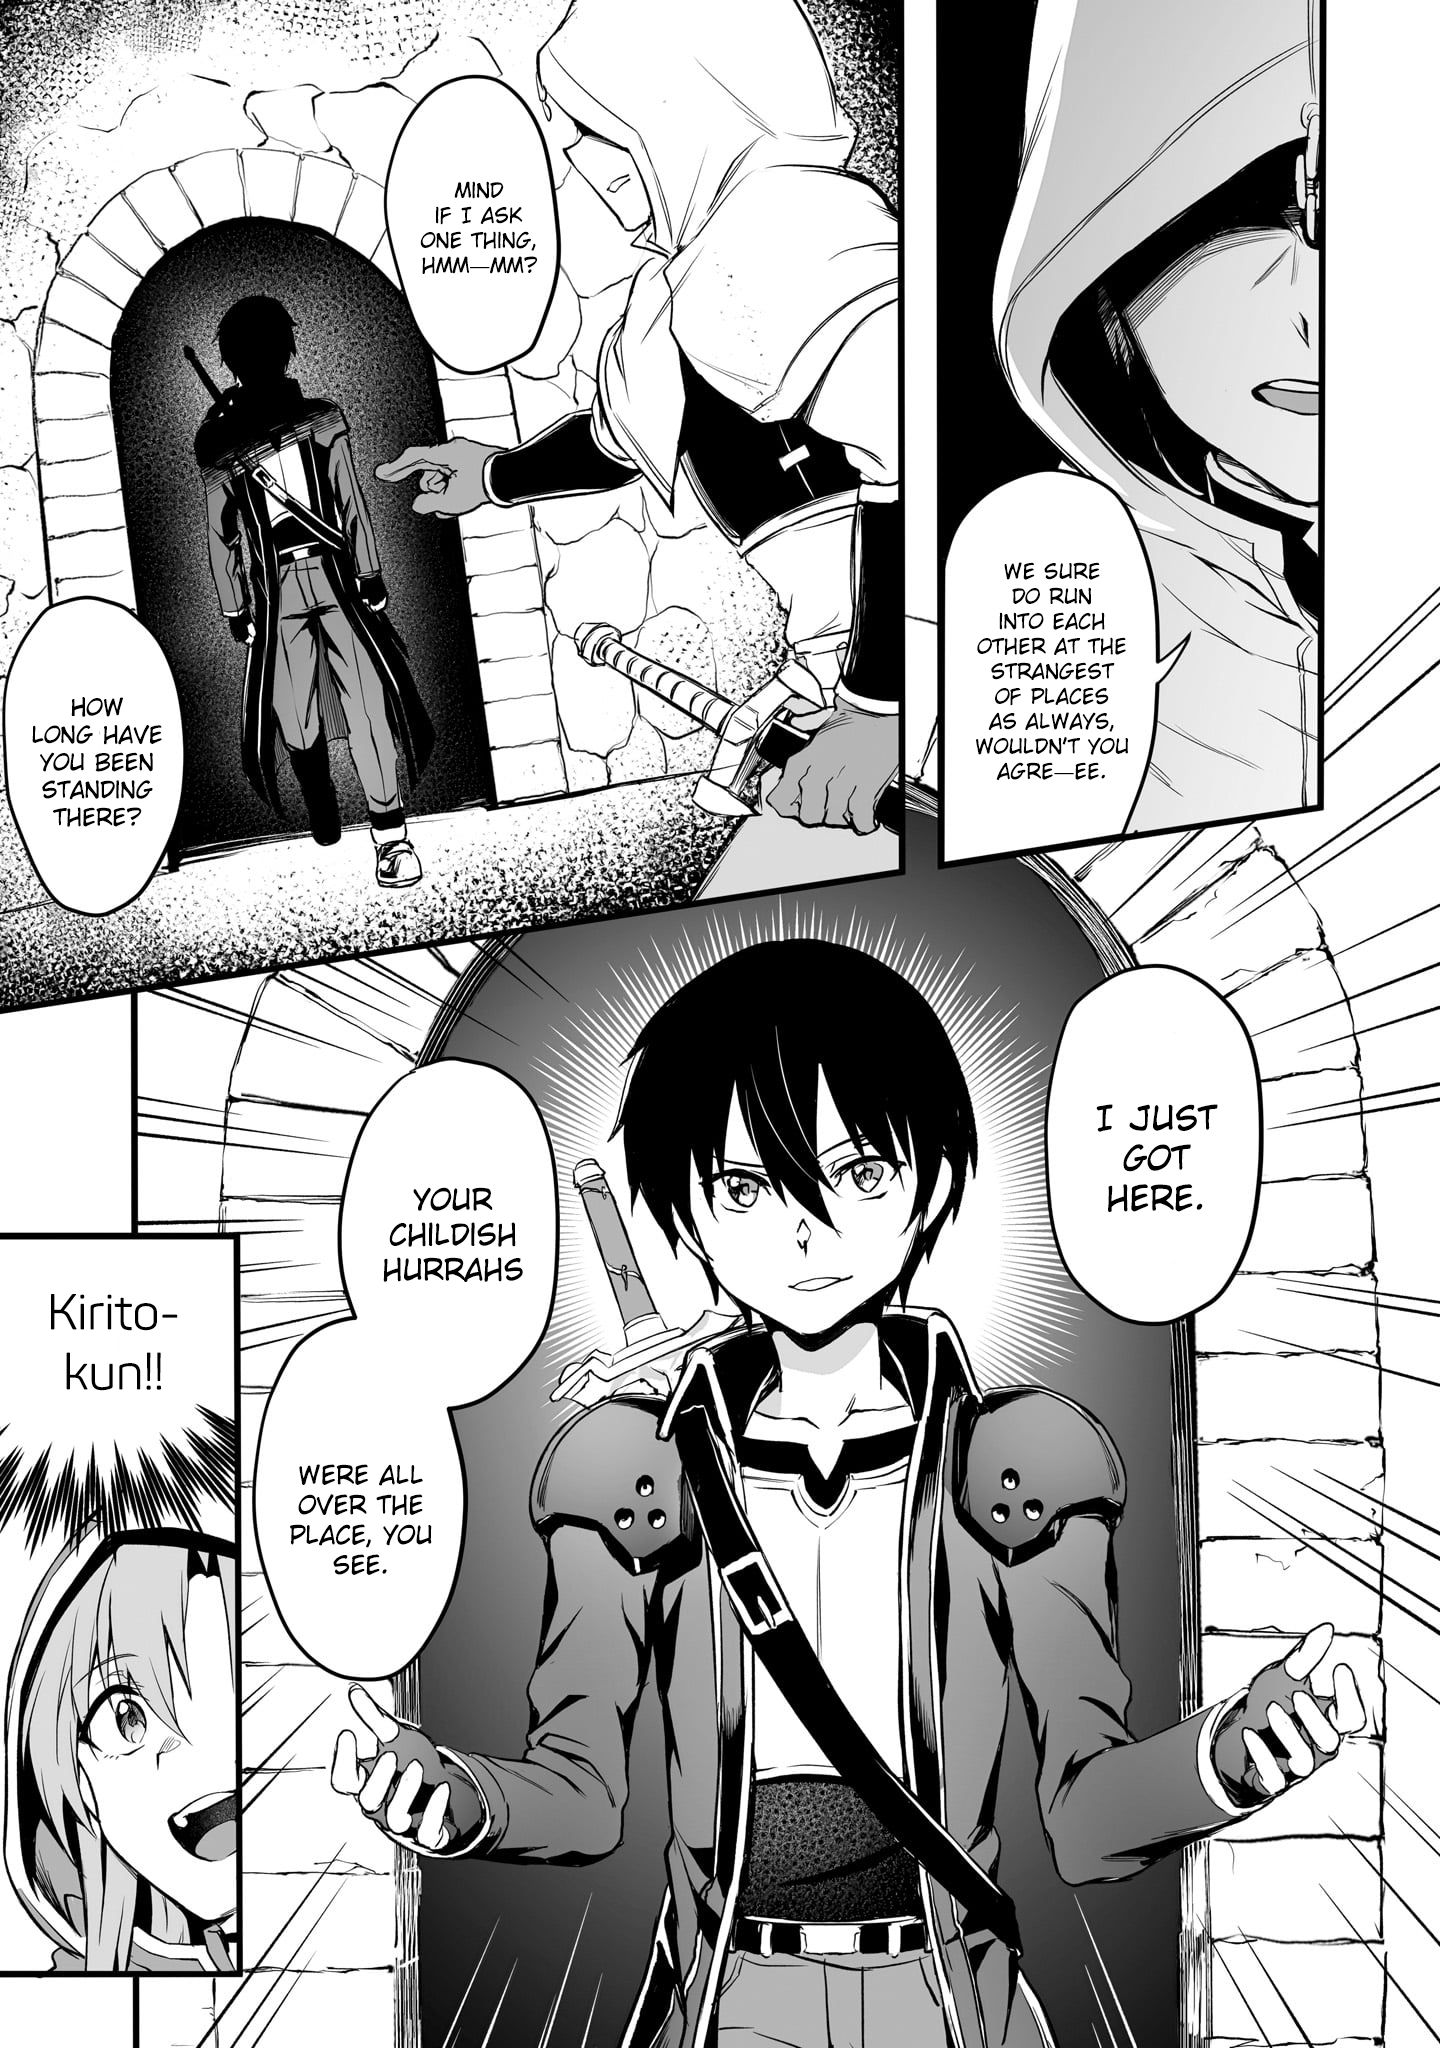 WE SURE
DO RUN
INTO EACH
OTHER AT THE
STRANGEST
OF PLACES
AS ALWAYS,
WOULDN'T YOU
AGRE—EE.
MIND
IF I ASK
ONE THING,
HMM—MM?
HOW
LONG HAVE
YOU BEEN
STANDING
THERE?
I JUST
GOT
HERE.
YOUR
CHILDISH
HURRAHS
WERE ALL
OVER THE
PLACE, YOU
SEE.
Kirito-
kun!!